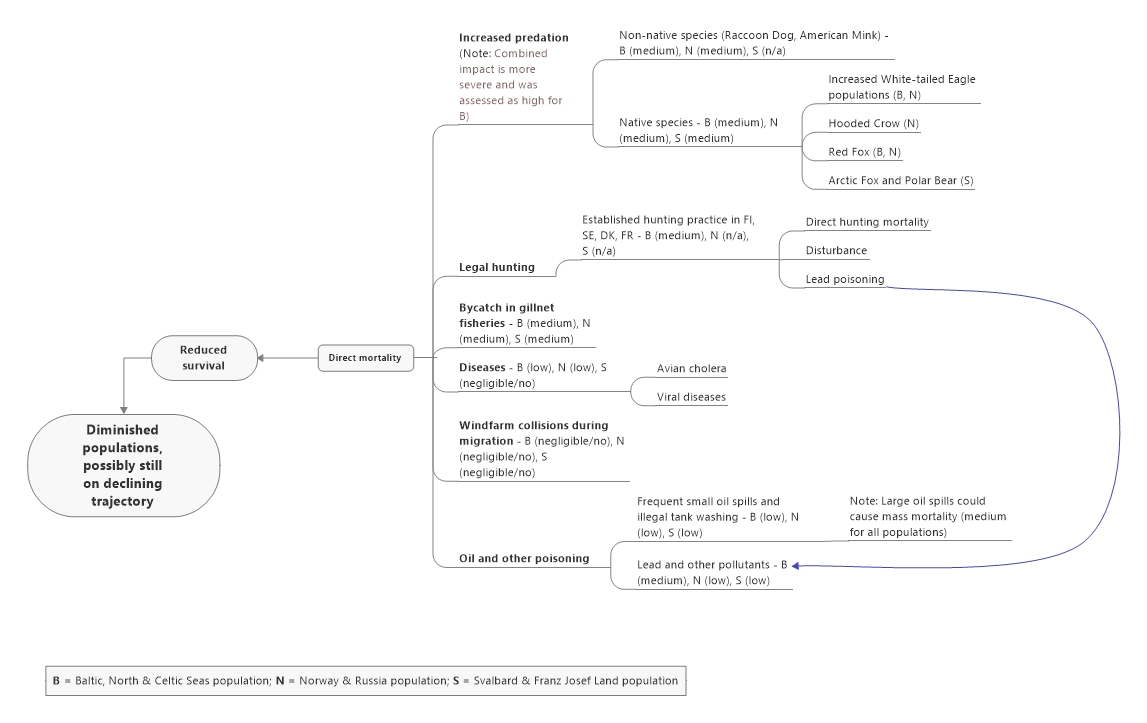 Increased predation
(Note: Combined
impact is more
severe and was
assessed as high for
B)
Non-native species (Raccoon Dog, American Mink) -
B (medium), N (medium), S (n/a)
Native species - B (medium), N
(medium), S (medium)
Increased White-tailed Eagle
populations (B, N)
Hooded Crow (N)
Red Fox (B, N)
Arctic Fox and Polar Bear (S)
Legal hunting
Established hunting practice in FI,
SE, DK, FR - B (medium), N (n/a),
S (n/a)
Direct hunting mortality
Disturbance
Lead poisoning
Bycatch in gillnet
fisheries - B (medium), N
(medium), S (medium)
Reduced
survival
Direct mortality
Diseases - B (low), N (low), S
(negligible/no)
Avian cholera
Viral diseases
Diminished
populations,
possibly still
on declining
trajectory
Windfarm collisions during
migration - B (negligible/no), N
(negligible/no), S
(negligible/no)
Oil and other poisoning
Frequent small oil spills and
illegal tank washing - B (low), N
(low), S (low)
Note: Large oil spills could
cause mass mortality (medium
for all populations)
Lead and other pollutants - B
(medium), N (low), S (low)
B = Baltic, North & Celtic Seas population; N = Norway & Russia population; S = Svalbard & Franz Josef Land population